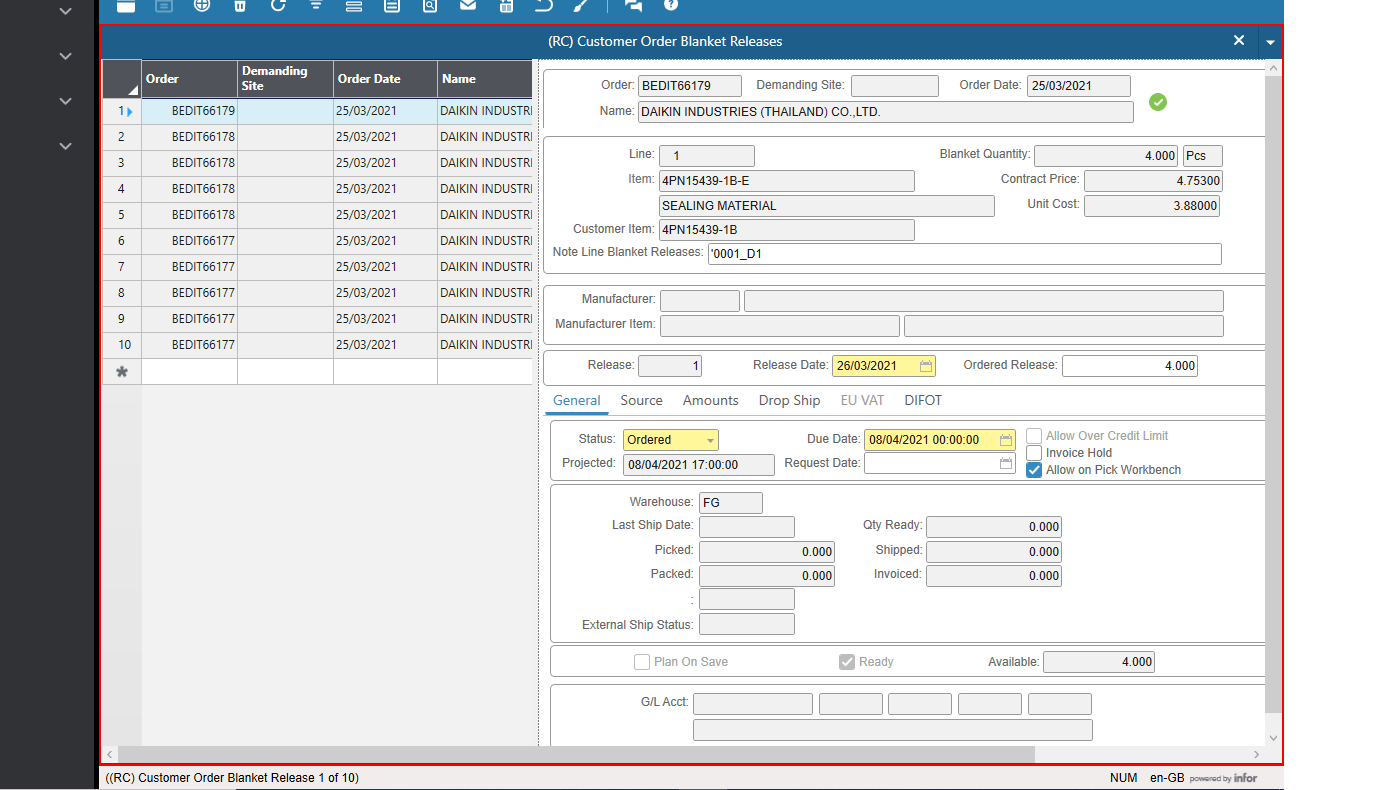 (RC) Customer Order Blanket Releases
Order Demanding Site Order Date Name
1 BEDIT66179 25/03/2021 DAIKIN INDUSTRI
2 BEDIT66178 25/03/2021 DAIKIN INDUSTRI
3 BEDIT66178 25/03/2021 DAIKIN INDUSTRI
4 BEDIT66178 25/03/2021 DAIKIN INDUSTRI
5 BEDIT66178 25/03/2021 DAIKIN INDUSTRI
6 BEDIT66177 25/03/2021 DAIKIN INDUSTRI
7 BEDIT66177 25/03/2021 DAIKIN INDUSTRI
8 BEDIT66177 25/03/2021 DAIKIN INDUSTRI
9 BEDIT66177 25/03/2021 DAIKIN INDUSTRI
10 BEDIT66177 25/03/2021 DAIKIN INDUSTRI
Order: BEDIT66179 Demanding Site: Order Date: 25/03/2021
Name: DAIKIN INDUSTRIES (THAILAND) CO.,LTD.
Line: 1 Blanket Quantity: 4.000 Pcs
Item: 4PN15439-1B-E Contract Price: 4.75300
SEALING MATERIAL Unit Cost: 3.88000
Customer Item: 4PN15439-1B
Note Line Blanket Releases: '0001_D1
Manufacturer:
Manufacturer Item:
Release: 1 Release Date: 26/03/2021 Ordered Release: 4.000
General Source Amounts Drop Ship EU VAT DIFOT
Status: Ordered Due Date: 08/04/2021 00:00:00 Allow Over Credit Limit
Invoice Hold
Projected: 08/04/2021 17:00:00 Request Date: Allow on Pick Workbench
Warehouse: FG
Last Ship Date: Qty Ready: 0.000
Picked: 0.000 Shipped: 0.000
Packed: 0.000 Invoiced: 0.000
:
External Ship Status:
Plan On Save Ready Available: 4.000
G/L Acct:
((RC) Customer Order Blanket Release 1 of 10) NUM en-GB powered by infor